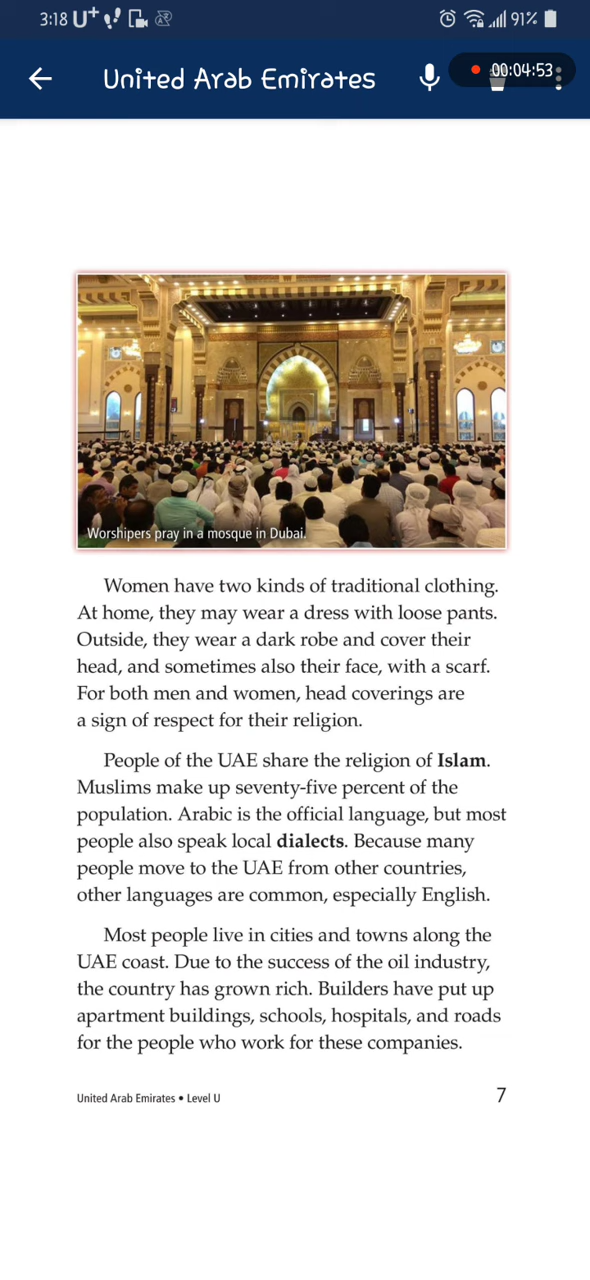 3:18 U+ 91%
United Arab Emirates 00:04:53
Worshipers pray in a mosque in Dubai.
Women have two kinds of traditional clothing.
At home, they may wear a dress with loose pants.
Outside, they wear a dark robe and cover their
head, and sometimes also their face, with a scarf.
For both men and women, head coverings are
a sign of respect for their religion.
People of the UAE share the religion of Islam.
Muslims make up seventy-five percent of the
population. Arabic is the official language, but most
people also speak local dialects. Because many
people move to the UAE from other countries,
other languages are common, especially English.
Most people live in cities and towns along the
UAE coast. Due to the success of the oil industry,
the country has grown rich. Builders have put up
apartment buildings, schools, hospitals, and roads
for the people who work for these companies.
United Arab Emirates • Level U 7